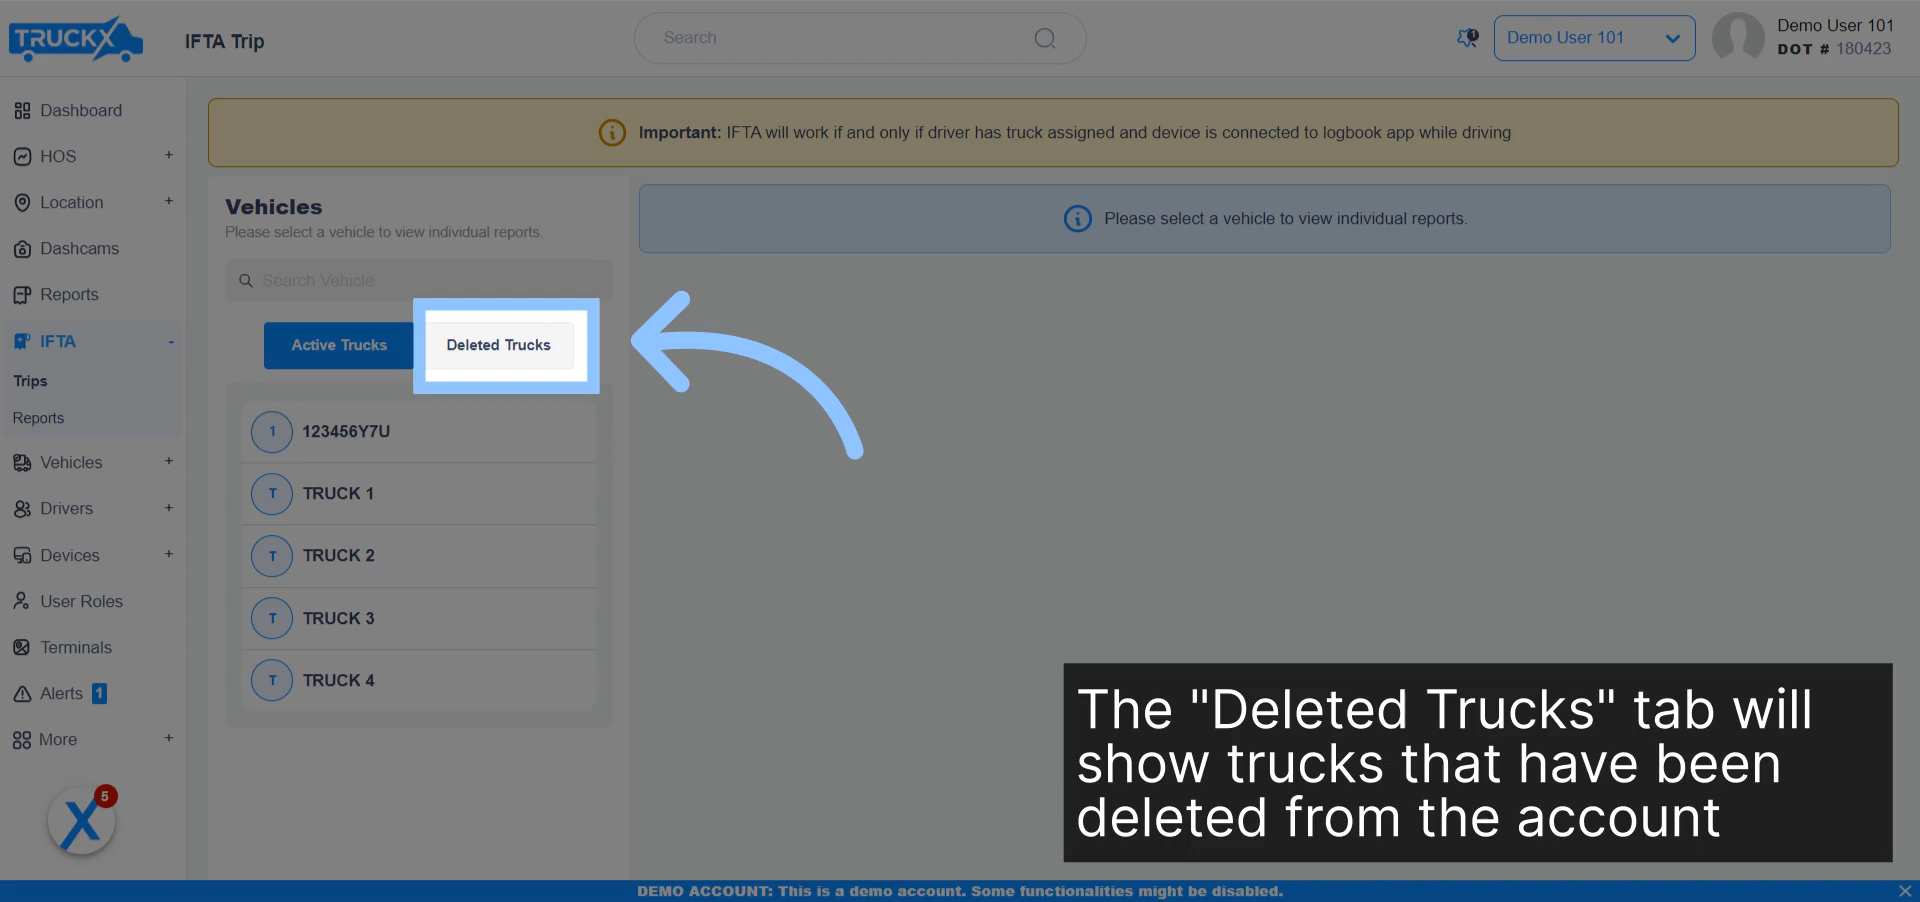 TRUCKX
IFTA Trip
Search
Demo User 101
Demo User 101
DOT # 180423
Dashboard
HOS +
Location +
Dashcams
Reports
IFTA -
Trips
Reports
Vehicles +
Drivers +
Devices +
User Roles
Terminals
Alerts 1
More +
X 5
Important: IFTA will work if and only if driver has truck assigned and device is connected to logbook app while driving
Vehicles
Please select a vehicle to view individual reports.
Search Vehicle
Active Trucks
Deleted Trucks
1 123456Y7U
T TRUCK 1
T TRUCK 2
T TRUCK 3
T TRUCK 4
Please select a vehicle to view individual reports.
The "Deleted Trucks" tab will
show trucks that have been
deleted from the account
DEMO ACCOUNT: This is a demo account. Some functionalities might be disabled.